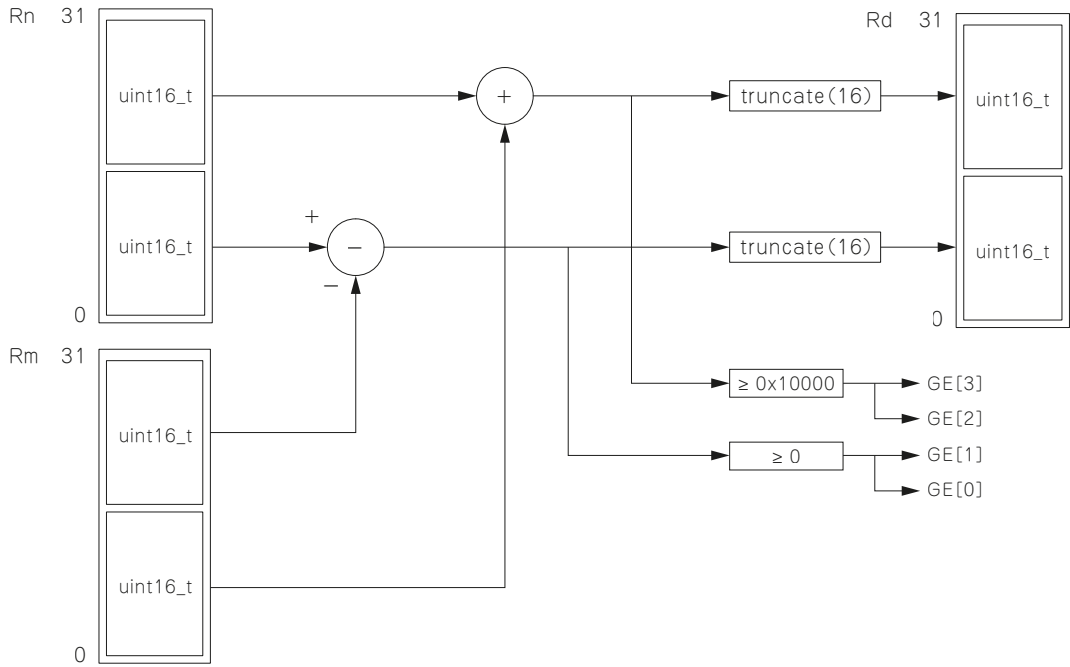 Rn 31
uint16_t
uint16_t
0
Rm 31
uint16_t
uint16_t
0
+
+
−
−
truncate(16)
truncate(16)
≥ 0x10000
≥ 0
Rd 31
uint16_t
uint16_t
0
GE[3]
GE[2]
GE[1]
GE[0]